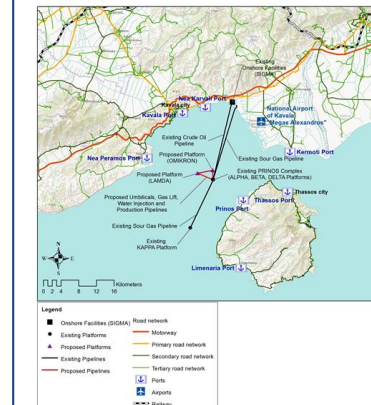 Existing
Onshore Facilities
(SIGMA)
Nea Karvali Port
Kavala city
Kavala Port
National Airport
of Kavala
"Megas Alexandros"
Existing Crude Oil
Pipeline
Existing Sour Gas Pipeline
Kermoti Port
Nea Peramos Port
Proposed Platform
(OMIKRON)
Existing PRINOS Complex
(ALPHA, BETA, DELTA Platforms)
Proposed Platform
(LAMDA)
Thassos city
Thassos Port
Prinos Port
Proposed Umbilicals, Gas Lift,
Water Injection and
Production Pipelines
Existing Sour Gas Pipeline
Existing
KAPPA Platform
Limenaria Port
N
W
E
S
Kilometers
0 2 4 8 12 16
Legend
Onshore Facilities (SIGMA)
Existing Platforms
Proposed Platforms
Existing Pipelines
Proposed Pipelines
Road network
Motorway
Primary road network
Secondary road network
Tertiary road network
Ports
Airports
Railway